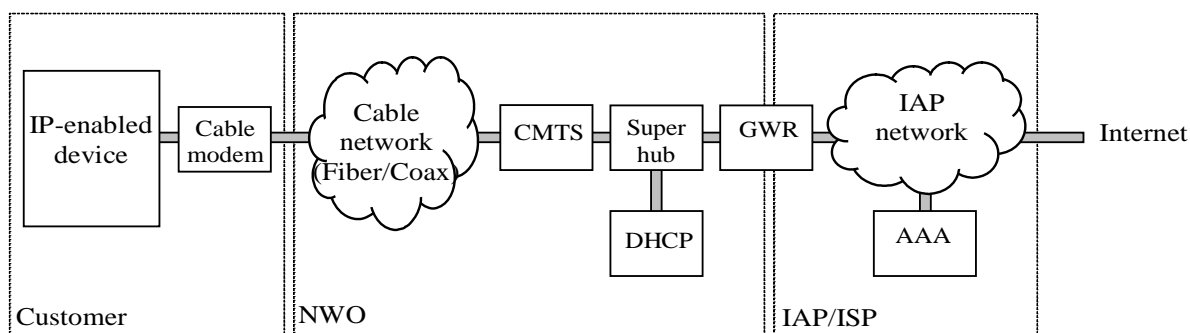 IP-enabled
device
Cable
modem
Cable
network
(Fiber/Coax)
CMTS
Super
hub
GWR
IAP
network
Internet
DHCP
AAA
Customer
NWO
IAP/ISP